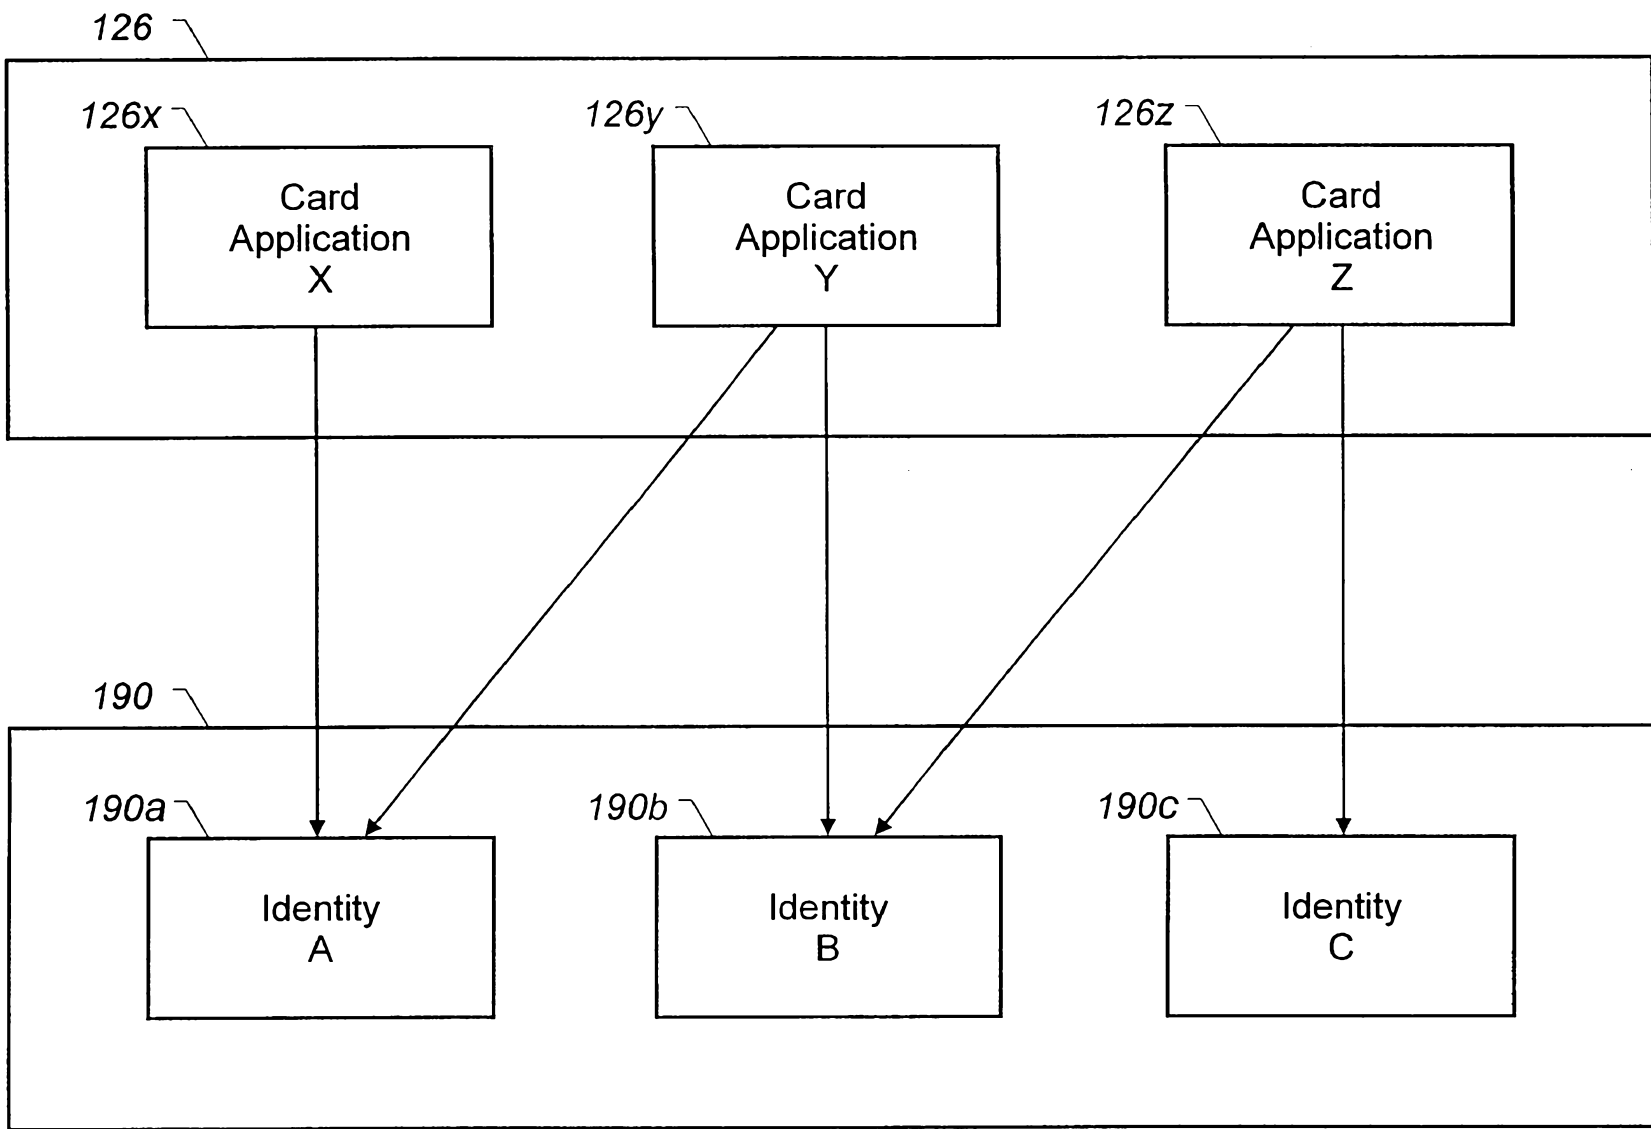 126
126x
126y
126z
Card
Application
X
Card
Application
Y
Card
Application
Z
190
190a
190b
190c
Identity
A
Identity
B
Identity
C